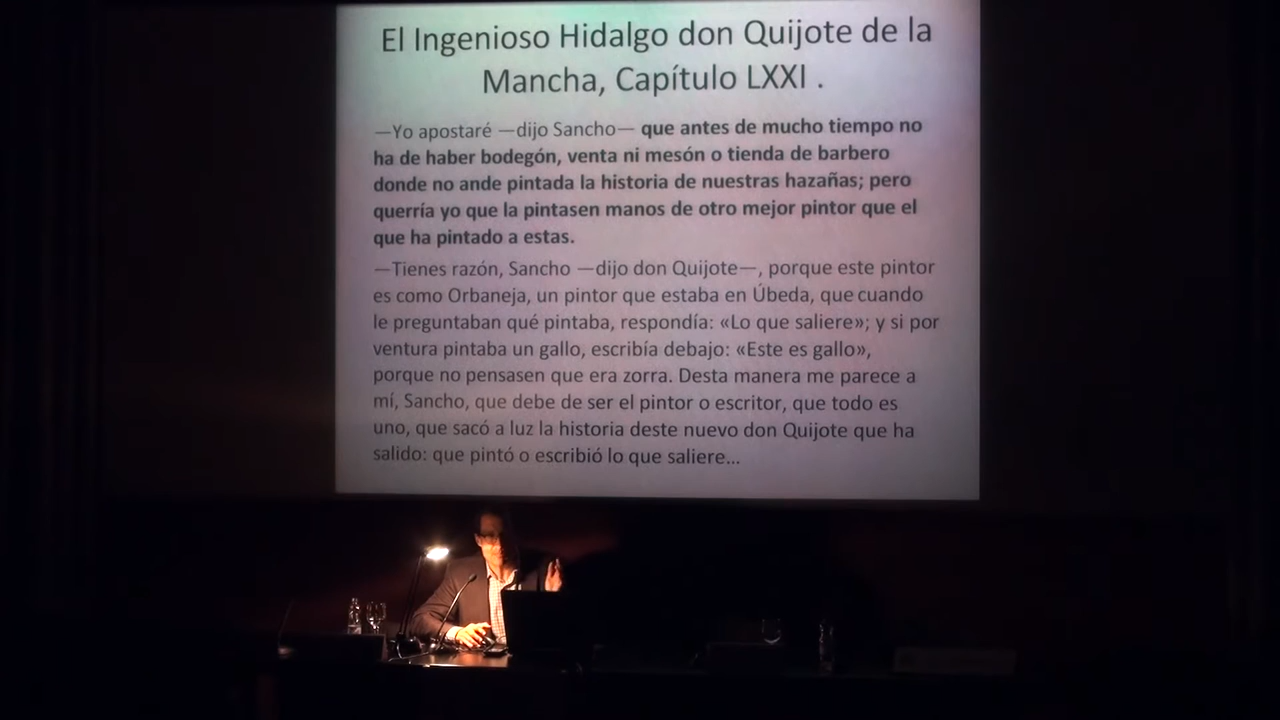 El Ingenioso Hidalgo don Quijote de la
Mancha, Capítulo LXXI .
—Yo apostaré —dijo Sancho— que antes de mucho tiempo no
ha de haber bodegón, venta ni mesón o tienda de barbero
donde no ande pintada la historia de nuestras hazañas; pero
querría yo que la pintasen manos de otro mejor pintor que el
que ha pintado a estas.
—Tienes razón, Sancho —dijo don Quijote—, porque este pintor
es como Orbaneja, un pintor que estaba en Úbeda, que cuando
le preguntaban qué pintaba, respondía: «Lo que saliere»; y si por
ventura pintaba un gallo, escribía debajo: «Este es gallo»,
porque no pensasen que era zorra. Desta manera me parece a
mí, Sancho, que debe de ser el pintor o escritor, que todo es
uno, que sacó a luz la historia deste nuevo don Quijote que ha
salido: que pintó o escribió lo que saliere...